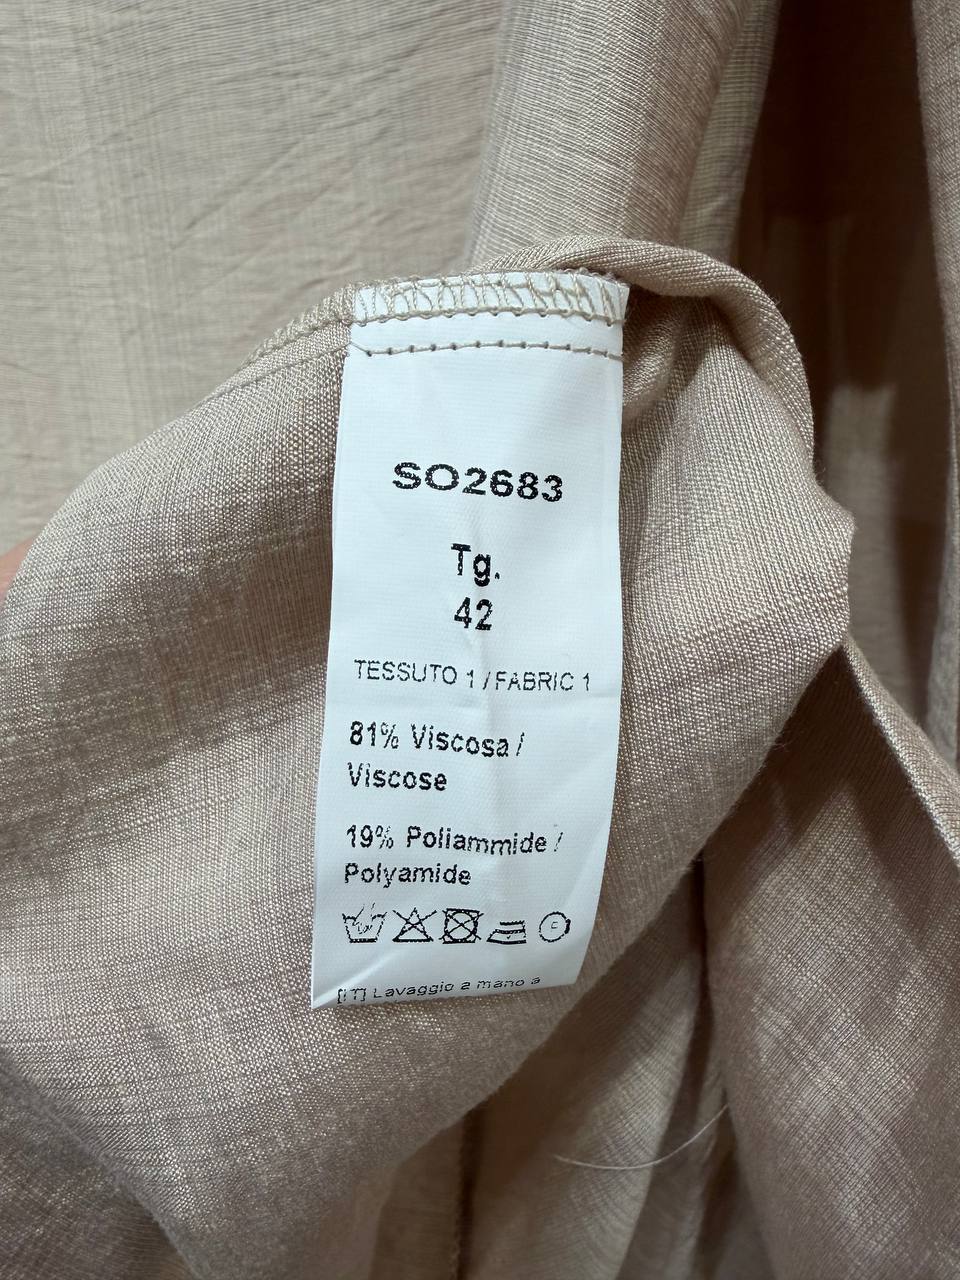 SO2683
Tg.
42
TESSUTO 1 / FABRIC 1
81% Viscosa /
Viscose
19% Poliammide /
Polyamide
F
[IT] Lavaggio a mano a